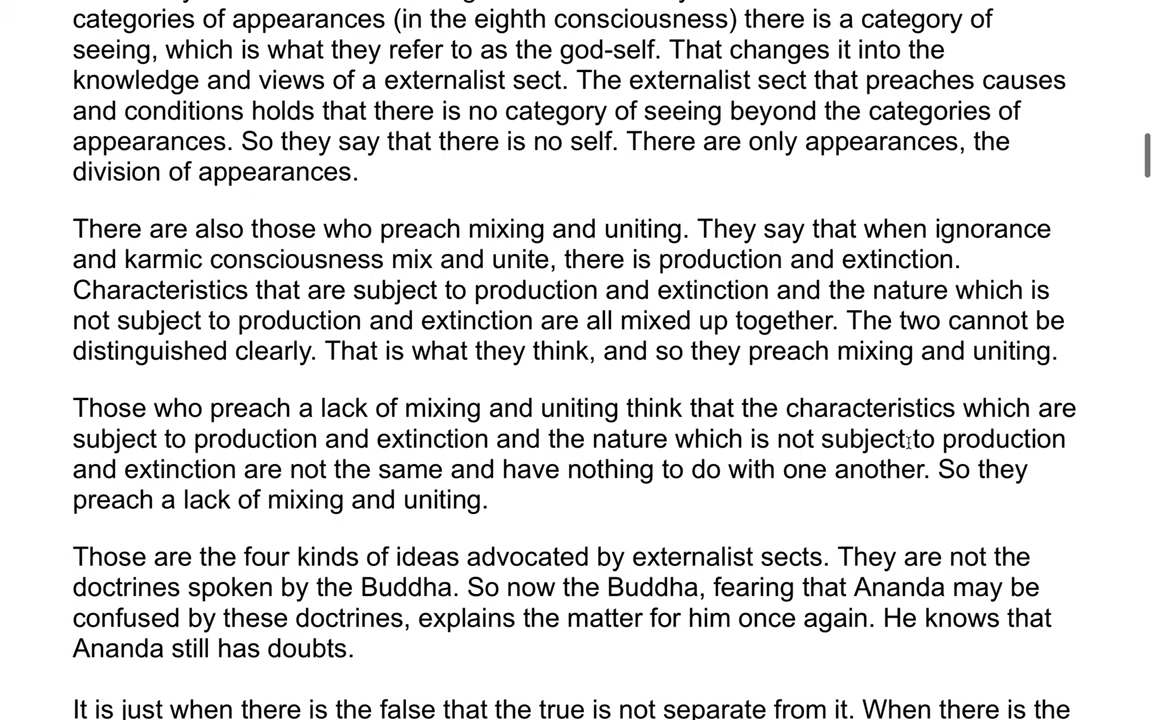 categories of appearances (in the eighth consciousness) there is a category of
seeing, which is what they refer to as the god-self. That changes it into the
knowledge and views of a externalist sect. The externalist sect that preaches causes
and conditions holds that there is no category of seeing beyond the categories of
appearances. So they say that there is no self. There are only appearances, the
division of appearances.
There are also those who preach mixing and uniting. They say that when ignorance
and karmic consciousness mix and unite, there is production and extinction.
Characteristics that are subject to production and extinction and the nature which is
not subject to production and extinction are all mixed up together. The two cannot be
distinguished clearly. That is what they think, and so they preach mixing and uniting.
Those who preach a lack of mixing and uniting think that the characteristics which are
subject to production and extinction and the nature which is not subject to production
and extinction are not the same and have nothing to do with one another. So they
preach a lack of mixing and uniting.
Those are the four kinds of ideas advocated by externalist sects. They are not the
doctrines spoken by the Buddha. So now the Buddha, fearing that Ananda may be
confused by these doctrines, explains the matter for him once again. He knows that
Ananda still has doubts.
It is just when there is the false that the true is not separate from it. When there is the